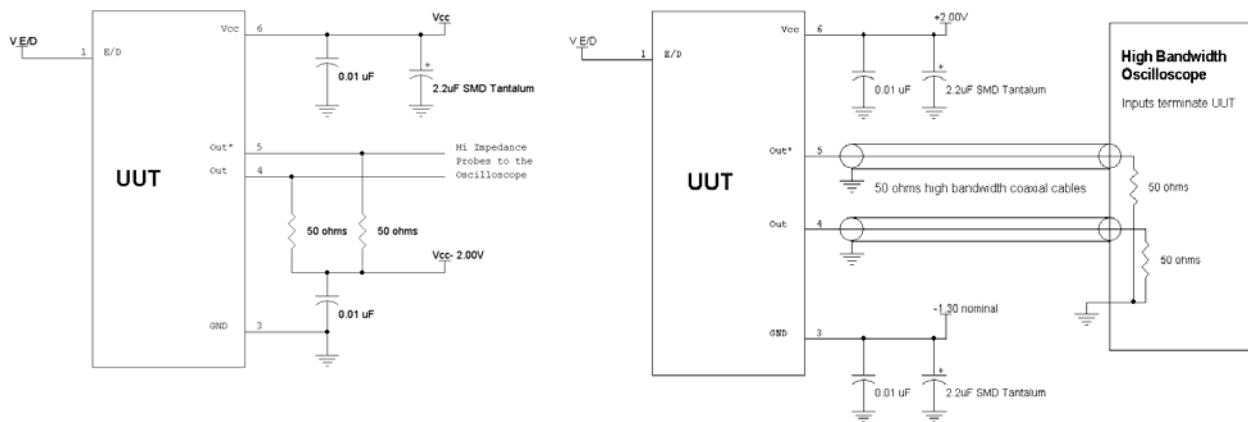 Vcc
Vcc 6
V E/D
1 E/D
0.01 uF
2.2uF SMD Tantalum
Out* 5
Hi Impedance
Probes to the
Oscilloscope
Out 4
UUT
50 ohms 50 ohms
Vcc- 2.00V
0.01 uF
GND 3
+2.00V
Vcc 6
V E/D
1 E/D
0.01 uF 2.2uF SMD Tantalum
High Bandwidth
Oscilloscope
Inputs terminate UUT
Out* 5
UUT
50 ohms high bandwidth coaxial cables
50 ohms
Out 4
50 ohms
-1.30 nominal
GND 3
0.01 uF 2.2uF SMD Tantalum